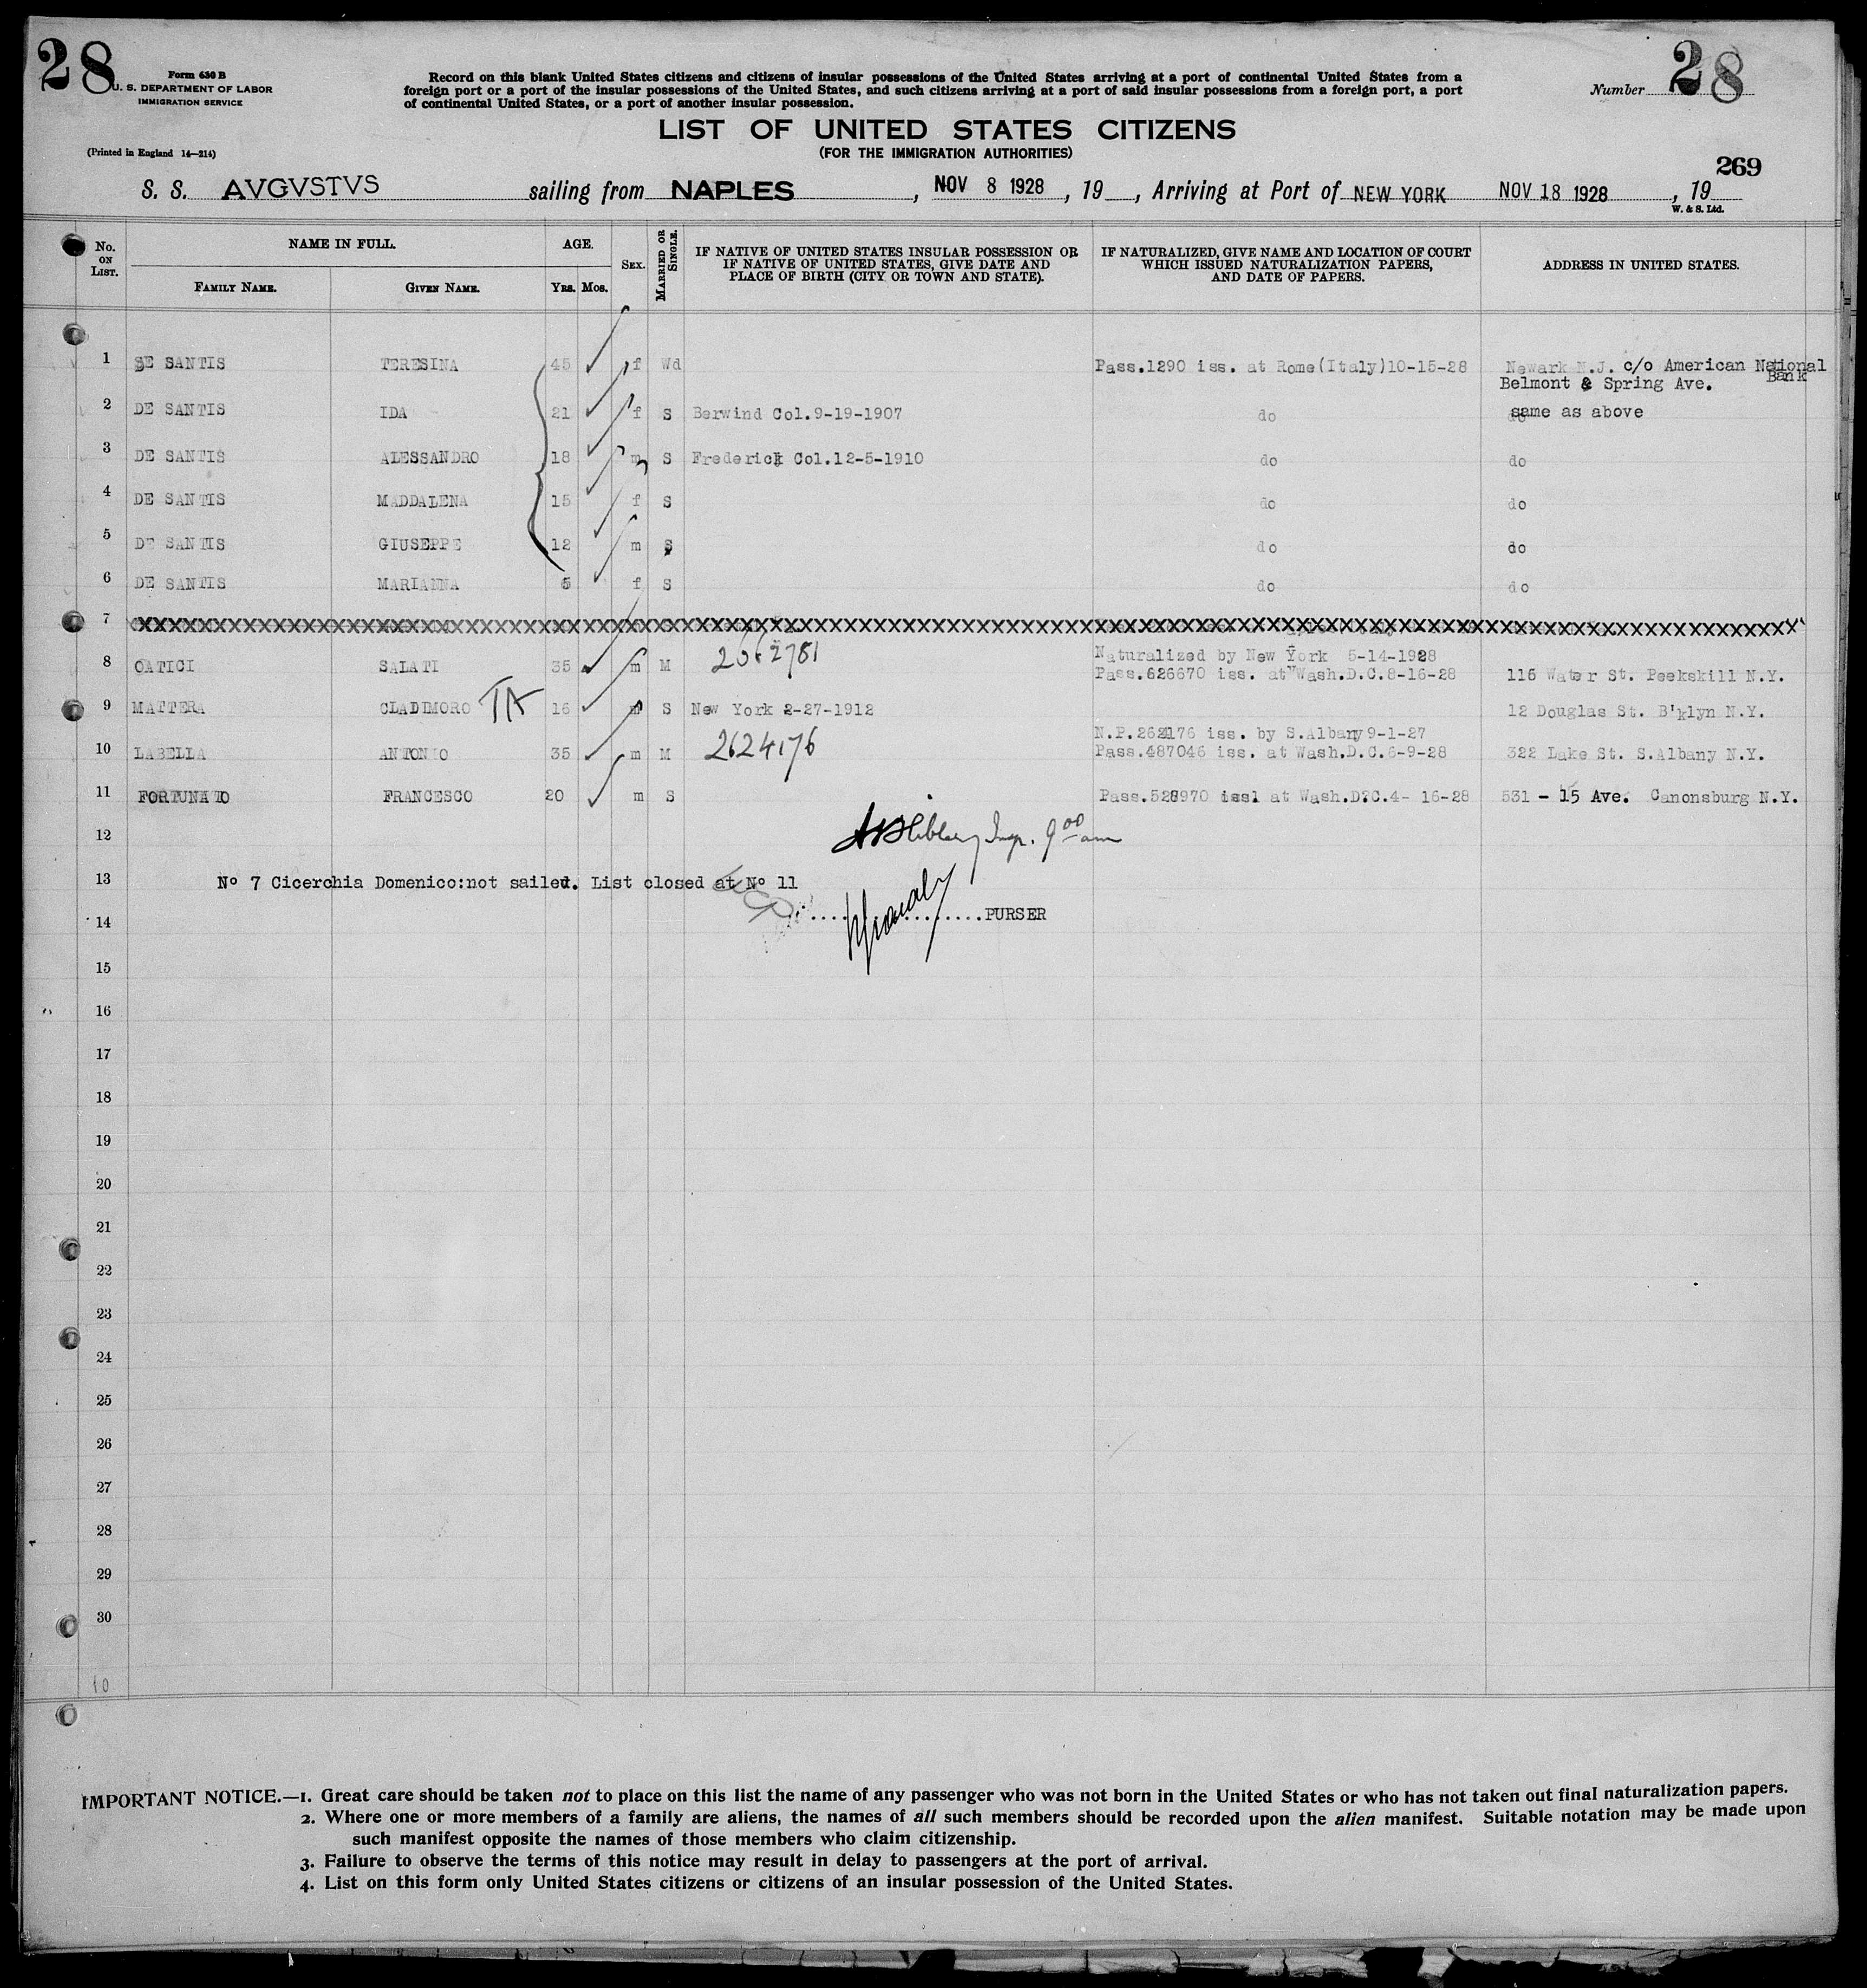 28
28
Form 630 B
U. S. DEPARTMENT OF LABOR
IMMIGRATION SERVICE
Record on this blank United States citizens and citizens of insular possessions of the United States arriving at a port of continental United States from a
foreign port or a port of the insular possessions of the United States, and such citizens arriving at a port of said insular possessions from a foreign port, a port
of continental United States, or a port of another insular possession.
Number
LIST OF UNITED STATES CITIZENS
(FOR THE IMMIGRATION AUTHORITIES)
(Printed in England 14—214)
269
S. S. AVGVSTVS sailing from NAPLES, NOV 8 1928, 19 , Arriving at Port of NEW YORK NOV 18 1928, 19
W. & S. Ltd.
No. ON LIST. NAME IN FULL. AGE. SEX. MARRIED OR SINGLE. IF NATIVE OF UNITED STATES INSULAR POSSESSION OR IF NATIVE OF UNITED STATES, GIVE DATE AND PLACE OF BIRTH (CITY OR TOWN AND STATE). IF NATURALIZED, GIVE NAME AND LOCATION OF COURT WHICH ISSUED NATURALIZATION PAPERS, AND DATE OF PAPERS. ADDRESS IN UNITED STATES.
FAMILY NAME. GIVEN NAME. YRS. MOS.
1 DE SANTIS TERESINA 45 f Wd Pass.1290 iss. at Rome(Italy)10-15-28 Newark N.J. c/o American National Bank
Belmont & Spring Ave.
2 DE SANTIS IDA 21 f S Berwind Col.9-19-1907 do same as above
3 DE SANTIS ALESSANDRO 18 m S Frederick Col.12-5-1910 do do
4 DE SANTIS MADDALENA 15 f S do do
5 DE SANTIS GIUSEPPE 12 m S do do
6 DE SANTIS MARIANNA 5 f S do do
7
Naturalized by New York 5-14-1928
8 OATICI SALATI 35 m M Pass.626670 iss. at Wash.D.C.8-16-28 116 Water St. Peekskill N.Y.
9 MATTERA CLADIMORO TA 16 m S New York 2-27-1912 12 Douglas St. B'klyn N.Y.
N.P. iss. by S.Albany 9-1-27
10 LABELLA ANTONIO 35 m M 2624176 Pass.487046 iss. at Wash.D.C.6-9-28 322 Lake St. S.Albany N.Y.
11 FORTUNATO FRANCESCO 20 m S at Wash.D.C.4- 16-28 531 - 15 Ave. Canonsburg N.Y.
12 Insp. 9 00 am
13 Nº 7 Cicerchia Domenico:not sailed. List closed at Nº 11
14 PURSER
15
16
17
18
19
20
21
22
23
24
25
26
27
28
29
30
10
IMPORTANT NOTICE.—1. Great care should be taken not to place on this list the name of any passenger who was not born in the United States or who has not taken out final naturalization papers.
2. Where one or more members of a family are aliens, the names of all such members should be recorded upon the alien manifest. Suitable notation may be made upon
such manifest opposite the names of those members who claim citizenship.
3. Failure to observe the terms of this notice may result in delay to passengers at the port of arrival.
4. List on this form only United States citizens or citizens of an insular possession of the United States.